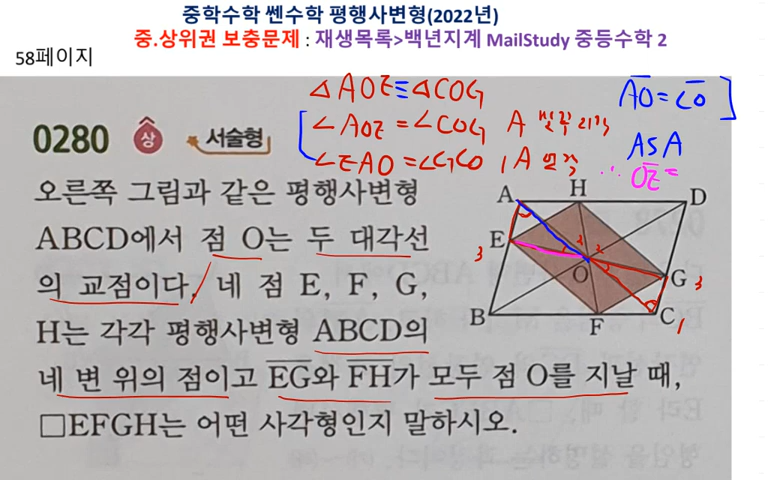 중학수학 쎈수학 평행사변형(2022년)
중.상위권 보충문제 : 재생목록>백년지계 MailStudy 중등수학 2
58페이지
△AOE≡△COG
AO=CO
∠AOE=∠COG A
∠EAO=∠GCO, A
ASA
∴ OE=
0280 상 서술형
오른쪽 그림과 같은 평행사변형
ABCD에서 점 O는 두 대각선
의 교점이다. 네 점 E, F, G,
H는 각각 평행사변형 ABCD의
네 변 위의 점이고 EG와 FH가 모두 점 O를 지날 때,
□EFGH는 어떤 사각형인지 말하시오.
A H D
E
3
O
G 3
B F C